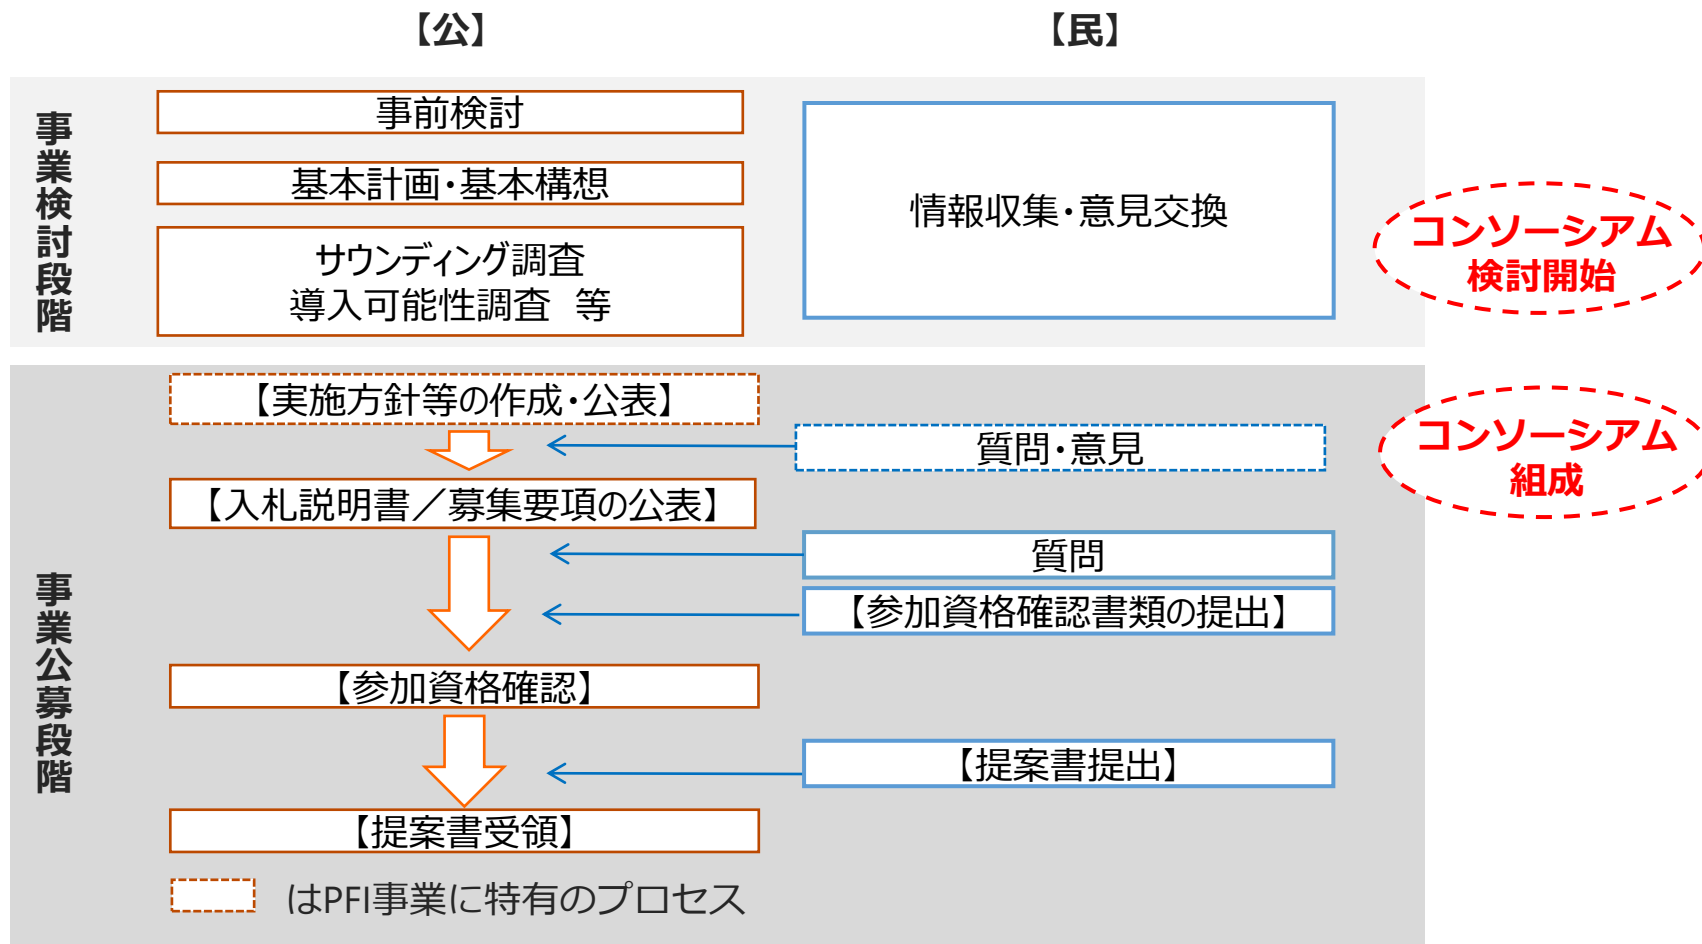 【公】
【民】
事業検討段階
事前検討
基本計画・基本構想
サウンディング調査
導入可能性調査　等
情報収集・意見交換
コンソーシアム
検討開始
事業公募段階
【実施方針等の作成・公表】
質問・意見
コンソーシアム
組成
【入札説明書／募集要項の公表】
質問
【参加資格確認書類の提出】
【参加資格確認】
【提案書提出】
【提案書受領】
はPFI事業に特有のプロセス